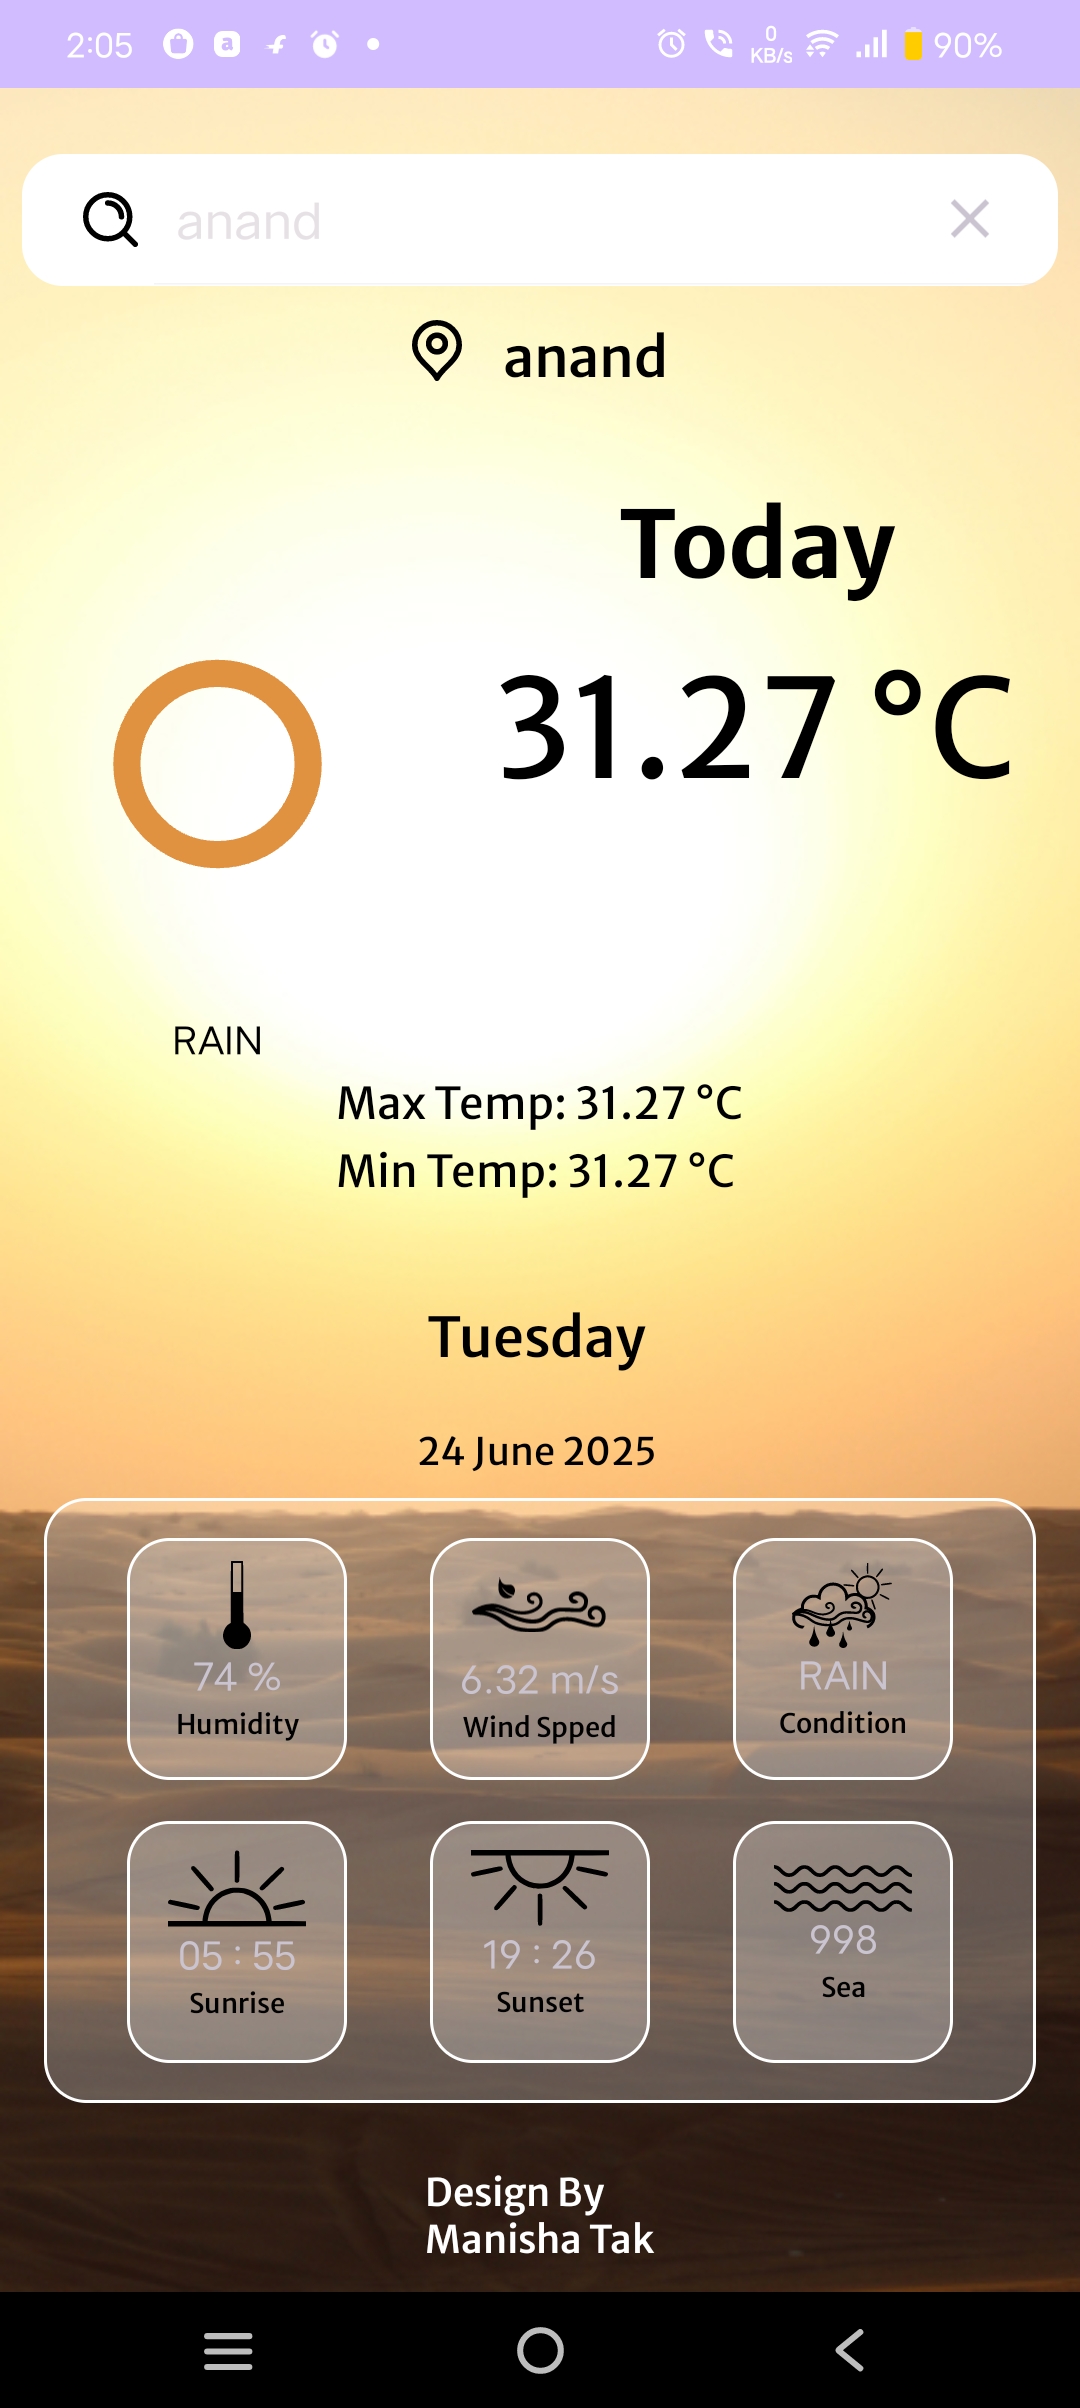 2:05
0
KB/s
90%
anand
anand
Today
31.27 °C
RAIN
Max Temp: 31.27 °C
Min Temp: 31.27 °C
Tuesday
24 June 2025
74 %
Humidity
6.32 m/s
Wind Spped
RAIN
Condition
05 : 55
Sunrise
19 : 26
Sunset
998
Sea
Design By
Manisha Tak